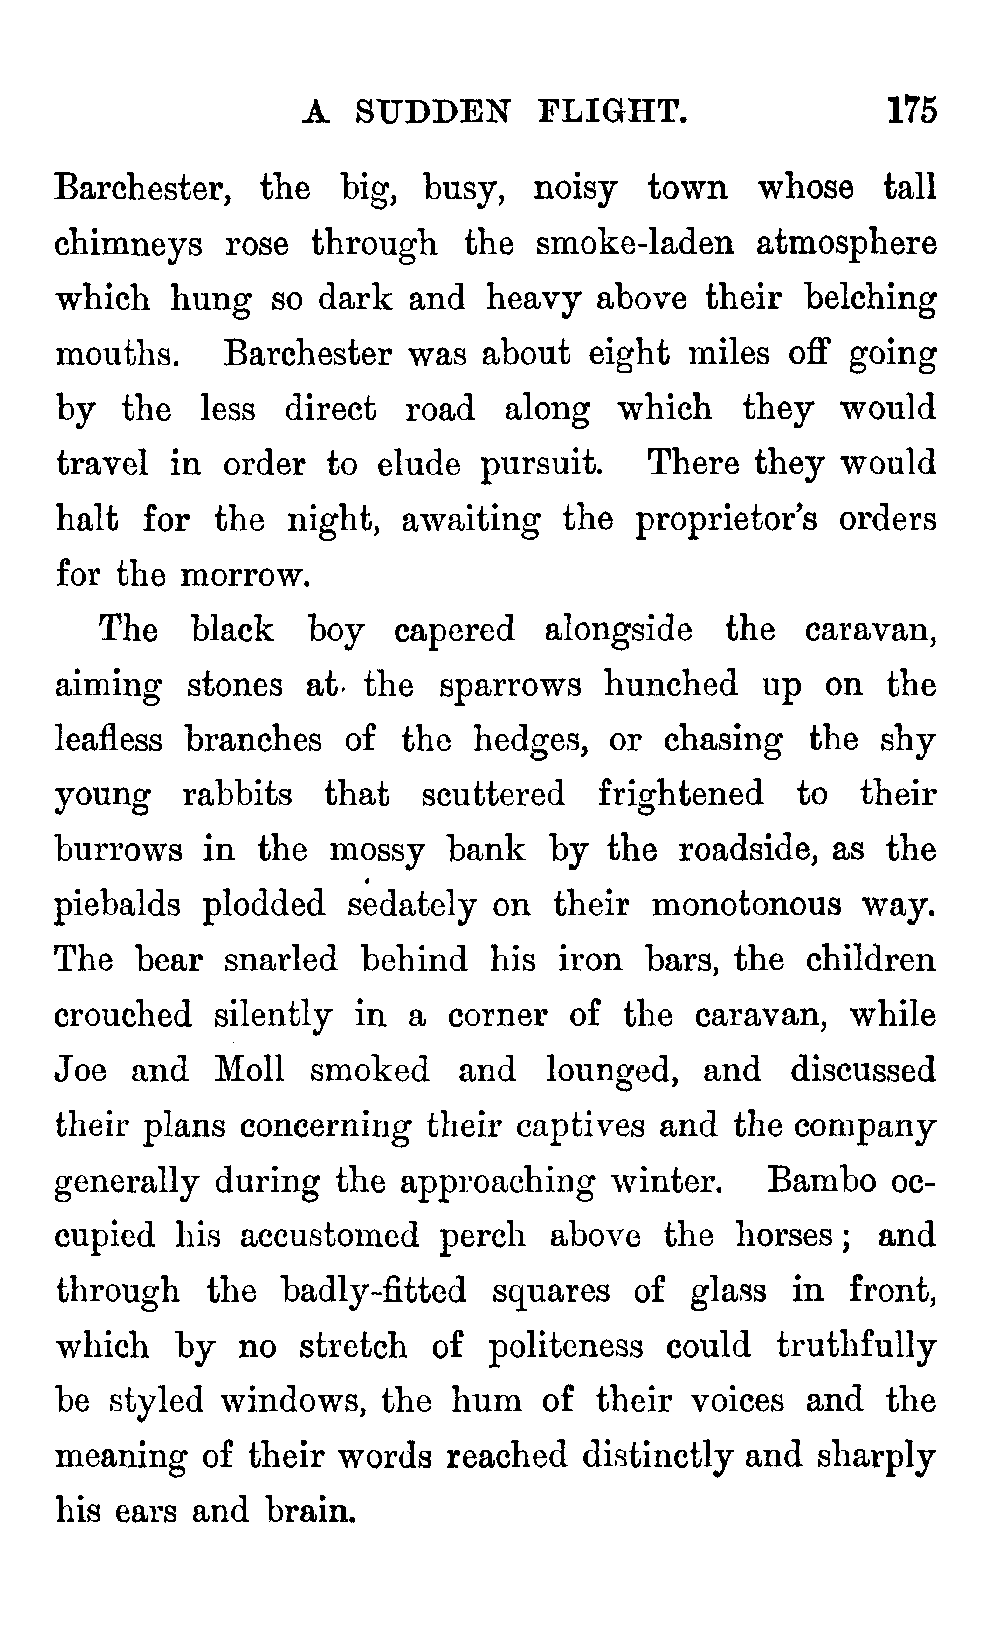 A SUDDEN FLIGHT. 175
Barchester, the big, busy, noisy town whose tall
chimneys rose through the smoke-laden atmosphere
which hung so dark and heavy above their belching
mouths. Barchester was about eight miles off going
by the less direct road along which they would
travel in order to elude pursuit. There they would
halt for the night, awaiting the proprietor's orders
for the morrow.
The black boy capered alongside the caravan,
aiming stones at the sparrows hunched up on the
leafless branches of the hedges, or chasing the shy
young rabbits that scuttered frightened to their
burrows in the mossy bank by the roadside, as the
piebalds plodded sedately on their monotonous way.
The bear snarled behind his iron bars, the children
crouched silently in a corner of the caravan, while
Joe and Moll smoked and lounged, and discussed
their plans concerning their captives and the company
generally during the approaching winter. Bambo oc-
cupied his accustomed perch above the horses; and
through the badly-fitted squares of glass in front,
which by no stretch of politeness could truthfully
be styled windows, the hum of their voices and the
meaning of their words reached distinctly and sharply
his ears and brain.